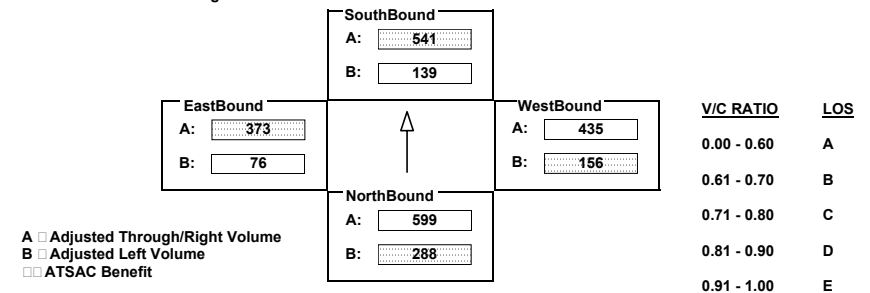 SouthBound
A: 541
B: 139
EastBound
A: 373
B: 76
WestBound
A: 435
B: 156
NorthBound
A: 599
B: 288
A □ Adjusted Through/Right Volume
B □ Adjusted Left Volume
□□ ATSAC Benefit
V/C RATIO LOS
0.00 - 0.60 A
0.61 - 0.70 B
0.71 - 0.80 C
0.81 - 0.90 D
0.91 - 1.00 E